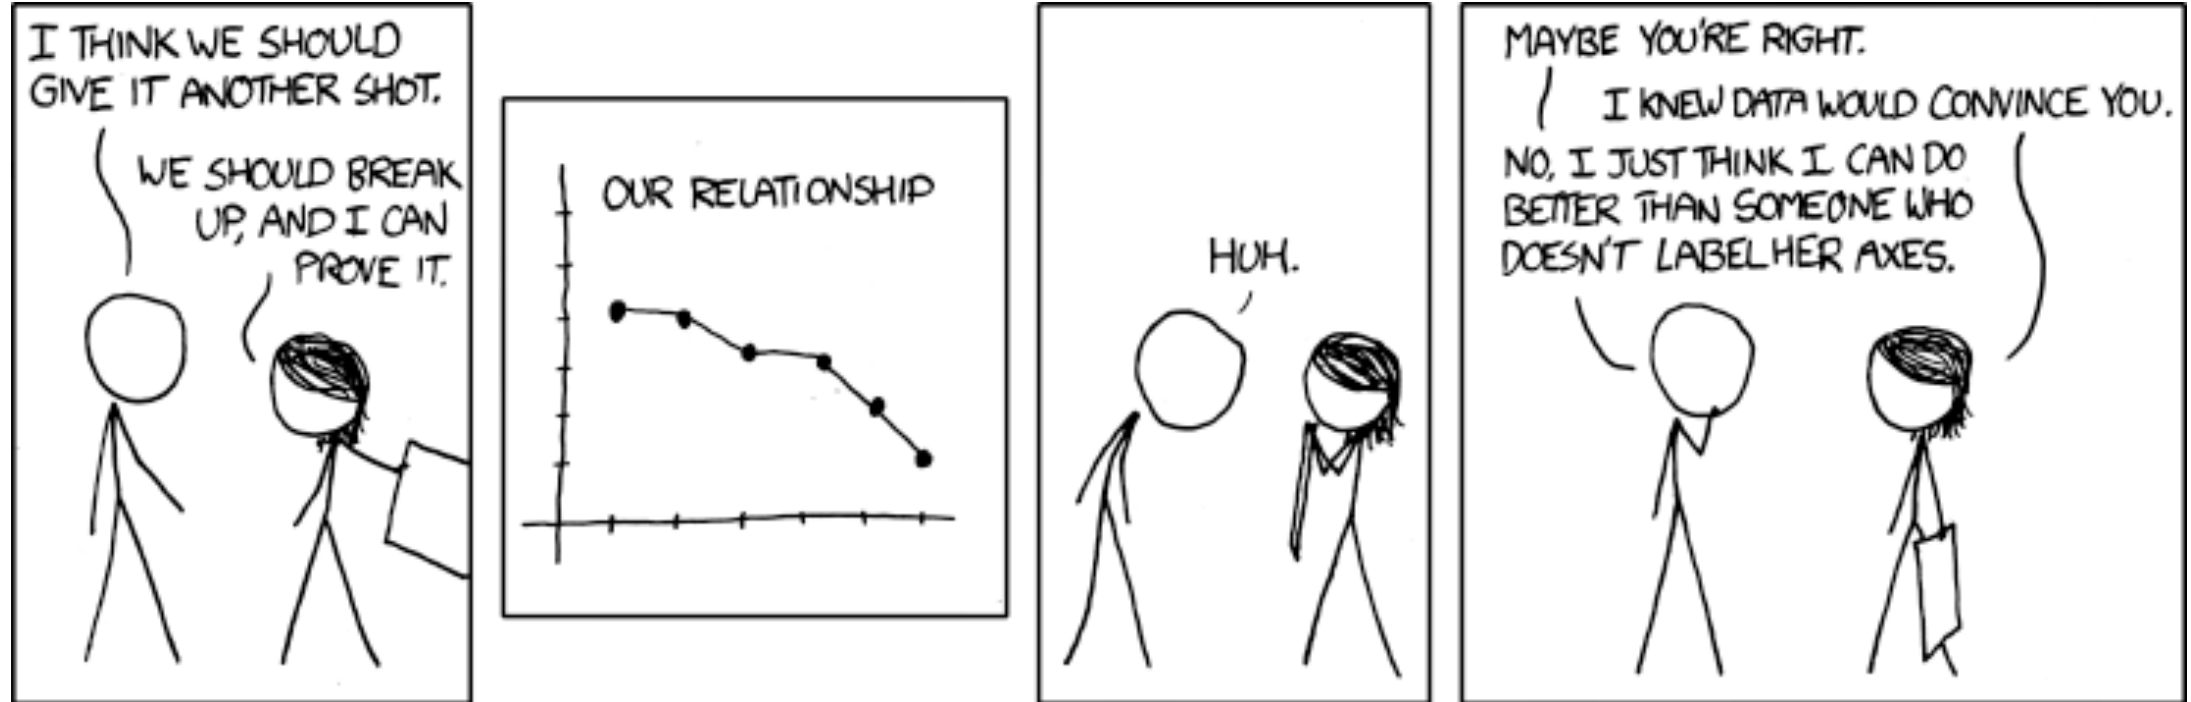 I THINK WE SHOULD
GIVE IT ANOTHER SHOT.
WE SHOULD BREAK
UP, AND I CAN
PROVE IT.
OUR RELATIONSHIP
HUH.
MAYBE YOU'RE RIGHT.
I KNEW DATA WOULD CONVINCE YOU.
NO, I JUST THINK I CAN DO
BETTER THAN SOMEONE WHO
DOESN'T LABEL HER AXES.